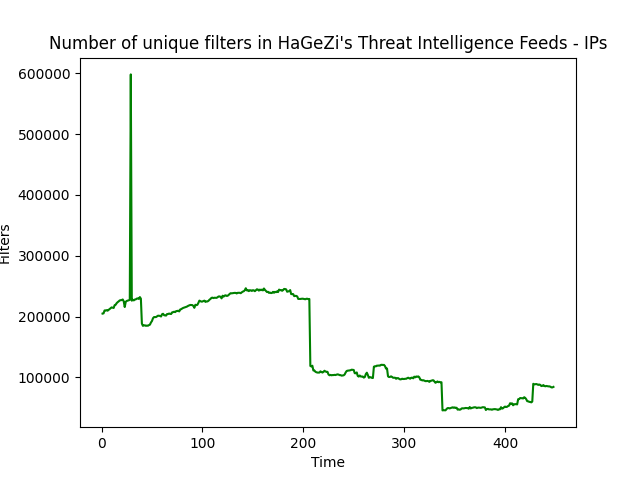 Number of unique filters in HaGeZi's Threat Intelligence Feeds - IPs
600000
500000
400000
300000
200000
100000
Filters
0 100 200 300 400
Time